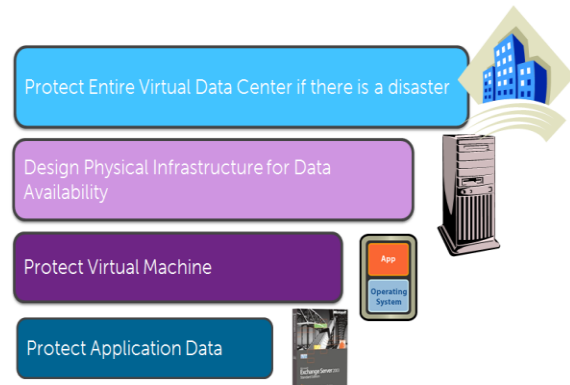 Protect Entire Virtual Data Center if there is a disaster
Design Physical Infrastructure for Data
Availability
Protect Virtual Machine
App
Operating
System
Protect Application Data
Microsoft
Exchange Server